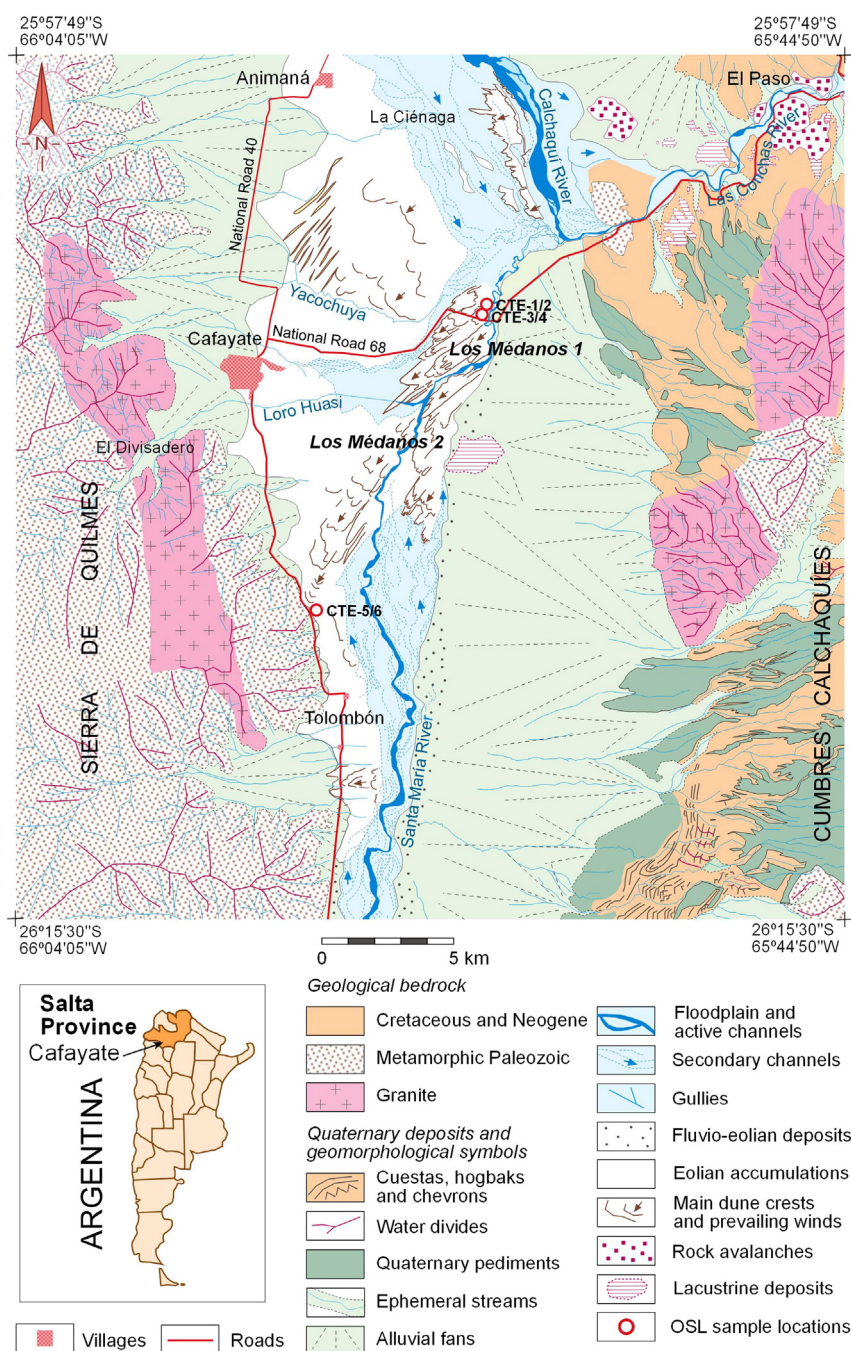 25°57'49''S
66°04'05''W
25°57'49''S
65°44'50''W
N
Animaná
El Paso
La Ciénaga
Calchaquí River
Las Conchas River
National Road 40
Yacochuya
CTE-1/2
CTE-3/4
National Road 68
Cafayate
Los Médanos 1
Loro Huasi
Los Médanos 2
El Divisadero
SIERRA DE QUILMES
CUMBRES CALCHAQUÍES
CTE-5/6
Tolombón
Santa María River
26°15'30''S
66°04'05''W
26°15'30''S
65°44'50''W
0 5 km
Salta
Province
Cafayate
ARGENTINA
Villages
Roads
Geological bedrock
Cretaceous and Neogene
Metamorphic Paleozoic
Granite
Quaternary deposits and
geomorphological symbols
Cuestas, hogbaks
and chevrons
Water divides
Quaternary pediments
Ephemeral streams
Alluvial fans
Floodplain and
active channels
Secondary channels
Gullies
Fluvio-eolian deposits
Eolian accumulations
Main dune crests
and prevailing winds
Rock avalanches
Lacustrine deposits
OSL sample locations